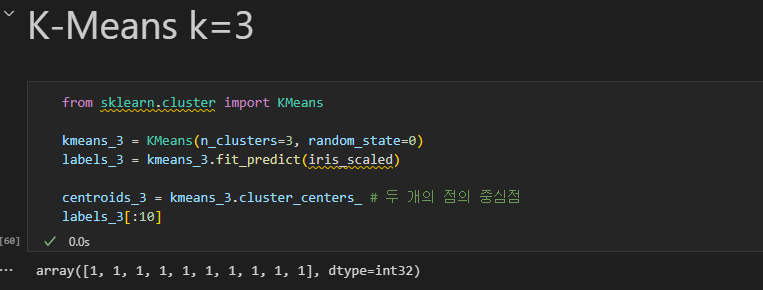 K-Means k=3
from sklearn.cluster import KMeans
kmeans_3 = KMeans(n_clusters=3, random_state=0)
labels_3 = kmeans_3.fit_predict(iris_scaled)
centroids_3 = kmeans_3.cluster_centers_ # 두 개의 점의 중심점
labels_3[:10]
[60]
0.0s
array([1, 1, 1, 1, 1, 1, 1, 1, 1, 1], dtype=int32)